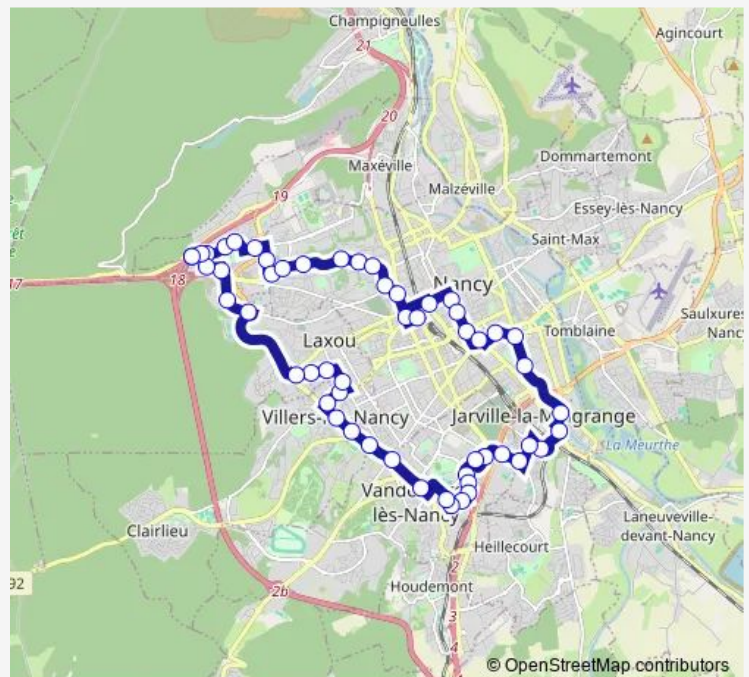 Champigneulles
Agincourt
21
20
Maxéville
Dommartemont
Malzéville
19
Essey-lès-Nancy
Saint-Max
18
Nancy
Saulxures
Nancy
Tomblaine
Laxou
Villers-
Nancy
Jarville-la-M
grange
La Meurthe
Vand
lès-Nancy
Laneuveville-
devant-Nancy
Clairlieu
Heillecourt
2
92
2b
Houdemont
3
4
© OpenStreetMap contributors